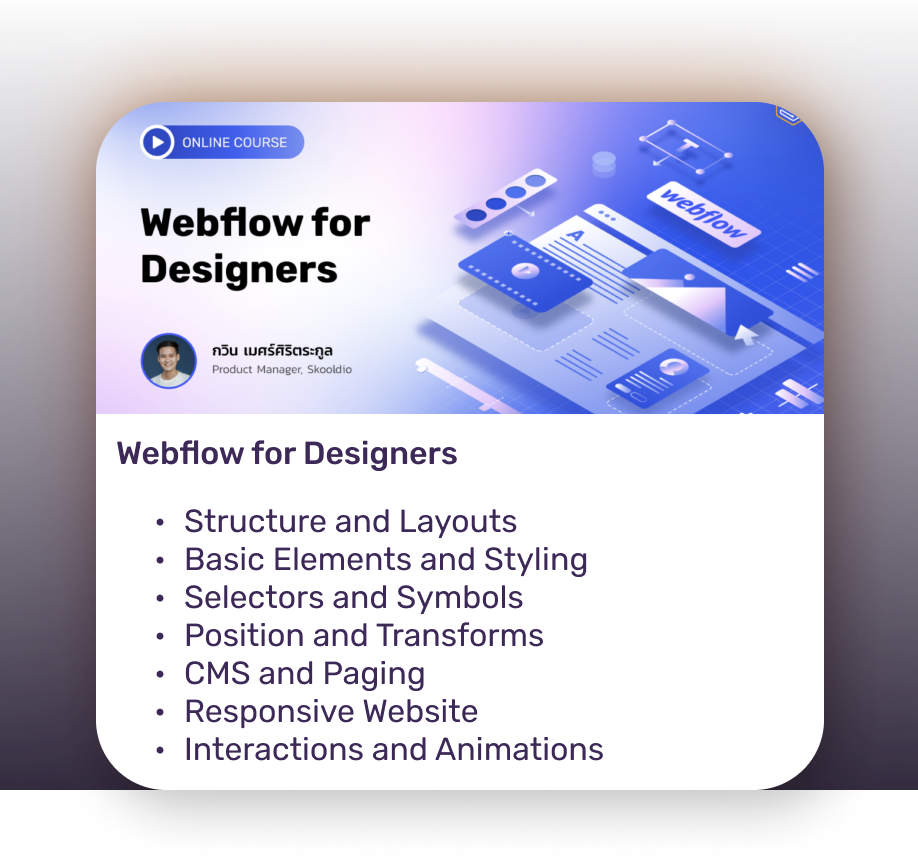 ONLINE COURSE
Webflow for
Designers
กวิน เมศร์ศิริตระกูล
Product Manager, Skooldio
T
webflow
A
Webflow for Designers
• Structure and Layouts
• Basic Elements and Styling
• Selectors and Symbols
• Position and Transforms
• CMS and Paging
• Responsive Website
• Interactions and Animations